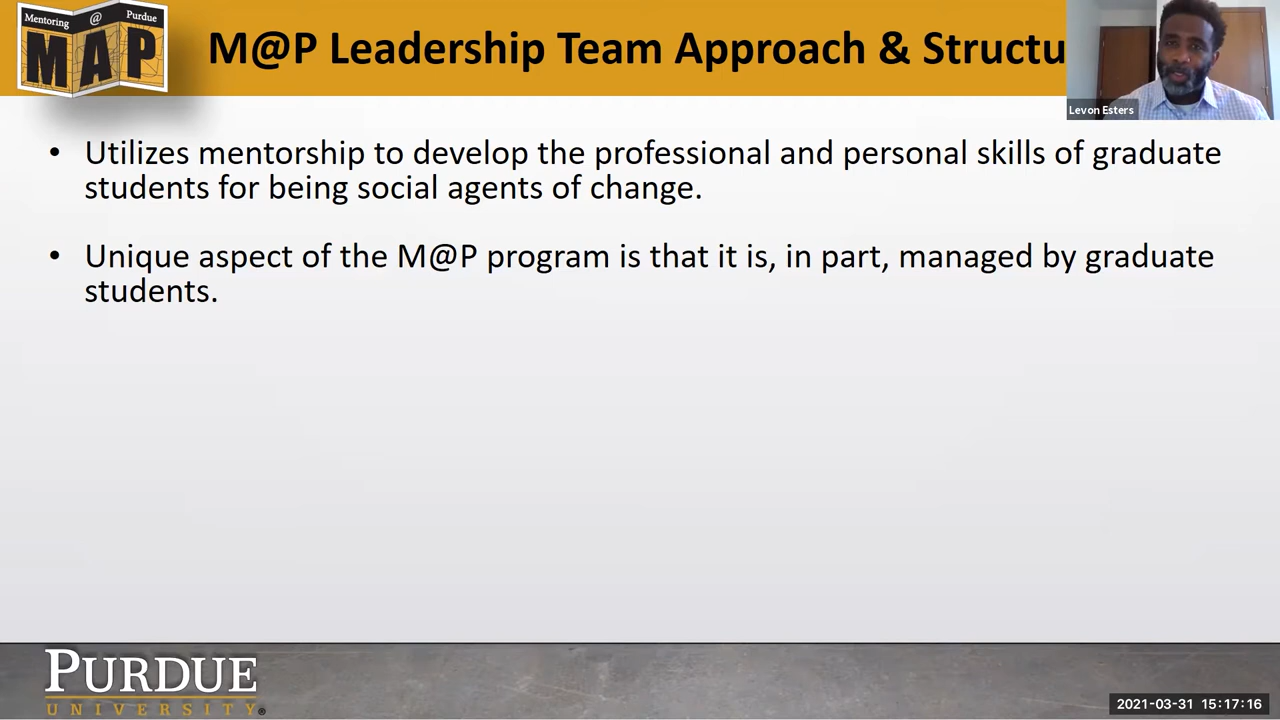 Mentoring @ Purdue
MAP
M@P Leadership Team Approach & Structu
Levon Esters
• Utilizes mentorship to develop the professional and personal skills of graduate
students for being social agents of change.
• Unique aspect of the M@P program is that it is, in part, managed by graduate
students.
PURDUE
UNIVERSITY®
2021-03-31 15:17:16